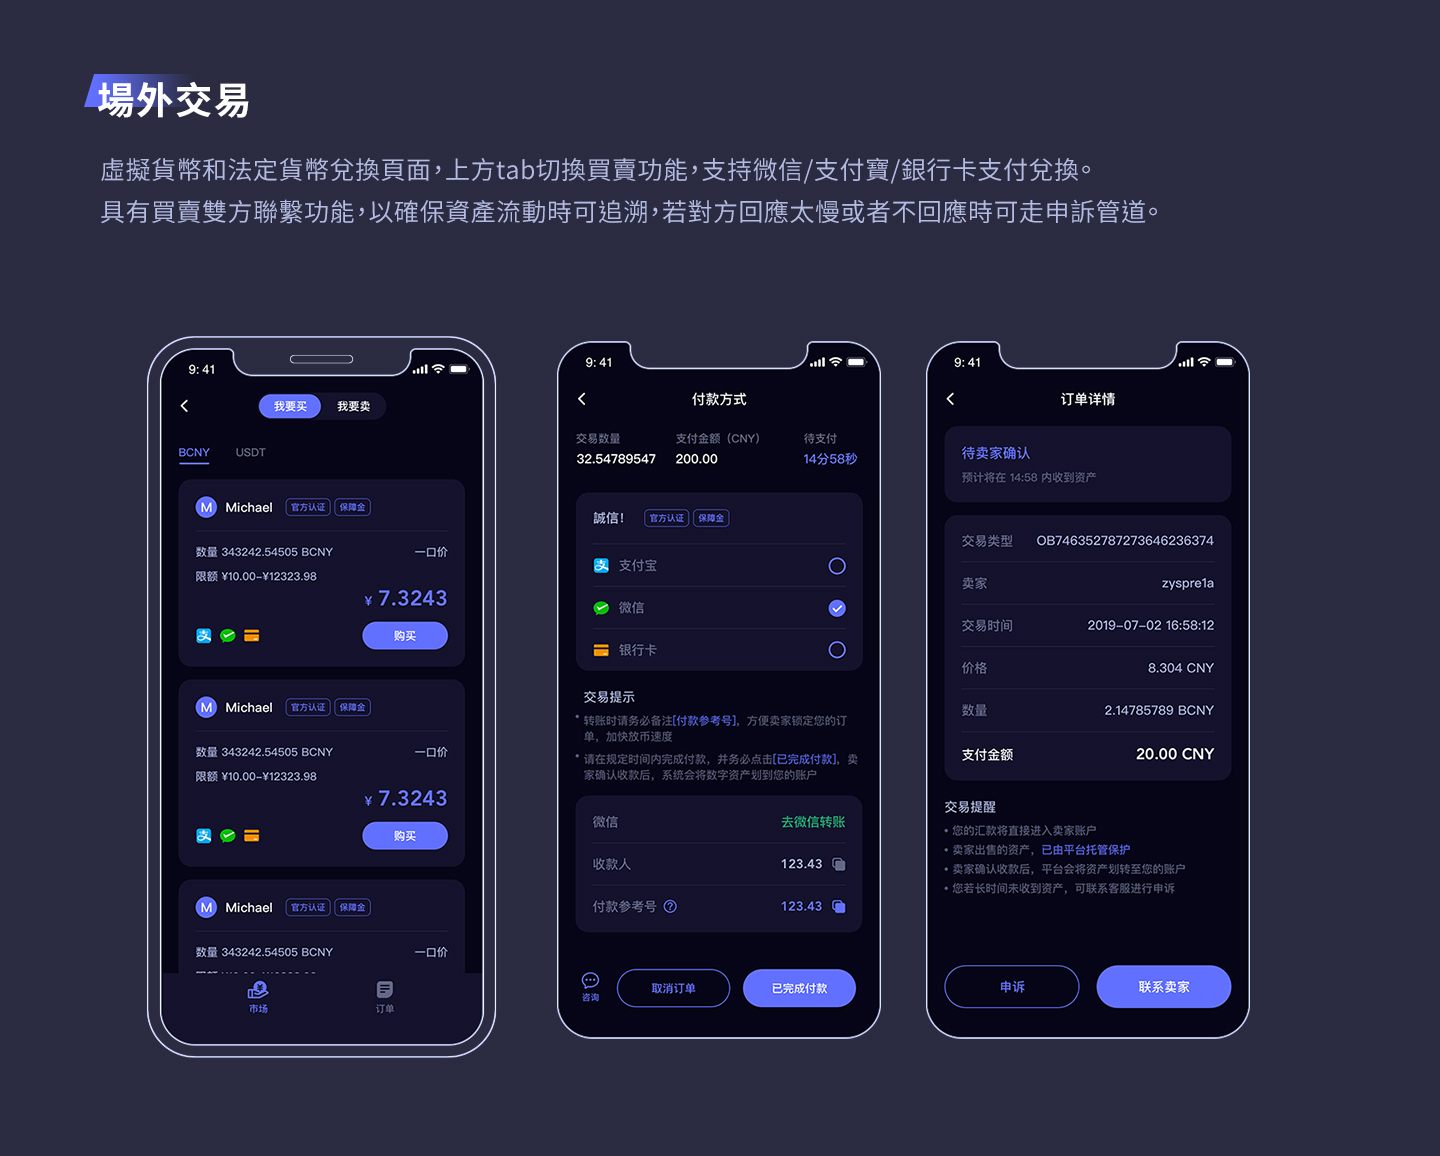 場外交易
虛擬貨幣和法定貨幣兌換頁面，上方tab切換買賣功能，支持微信/支付寶/銀行卡支付兌換。
具有買賣雙方聯繫功能，以確保資產流動時可追溯，若對方回應太慢或者不回應時可走申訴管道。
9:41
我要买 我要卖
BCNY USDT
M Michael 官方认证 保障金
数量 343242.54505 BCNY 一口价
限额 ¥10.00-¥12323.98
¥ 7.3243
支 购买
M Michael 官方认证 保障金
数量 343242.54505 BCNY 一口价
限额 ¥10.00-¥12323.98
¥ 7.3243
支 购买
M Michael 官方认证 保障金
数量 343242.54505 BCNY 一口价
市场 订单
9:41
付款方式
交易数量 支付金额（CNY） 待支付
32.54789547 200.00 14分58秒
誠信！ 官方认证 保障金
支 支付宝
微信
银行卡
交易提示
* 转账时请务必备注[付款参考号]，方便卖家锁定您的订
单，加快放币速度
* 请在规定时间内完成付款，并务必点击[已完成付款]，卖
家确认收款后，系统会将数字资产划到您的账户
微信 去微信转账
收款人 123.43
付款参考号 ? 123.43
咨询 取消订单 已完成付款
9:41
订单详情
待卖家确认
预计将在 14:58 内收到资产
交易类型 OB746352787273646236374
卖家 zyspre1a
交易时间 2019-07-02 16:58:12
价格 8.304 CNY
数量 2.14785789 BCNY
支付金额 20.00 CNY
交易提醒
• 您的汇款将直接进入卖家账户
• 卖家出售的资产，已由平台托管保护
• 卖家确认收款后，平台会将资产划转至您的账户
• 您若长时间未收到资产，可联系客服进行申诉
申诉 联系卖家